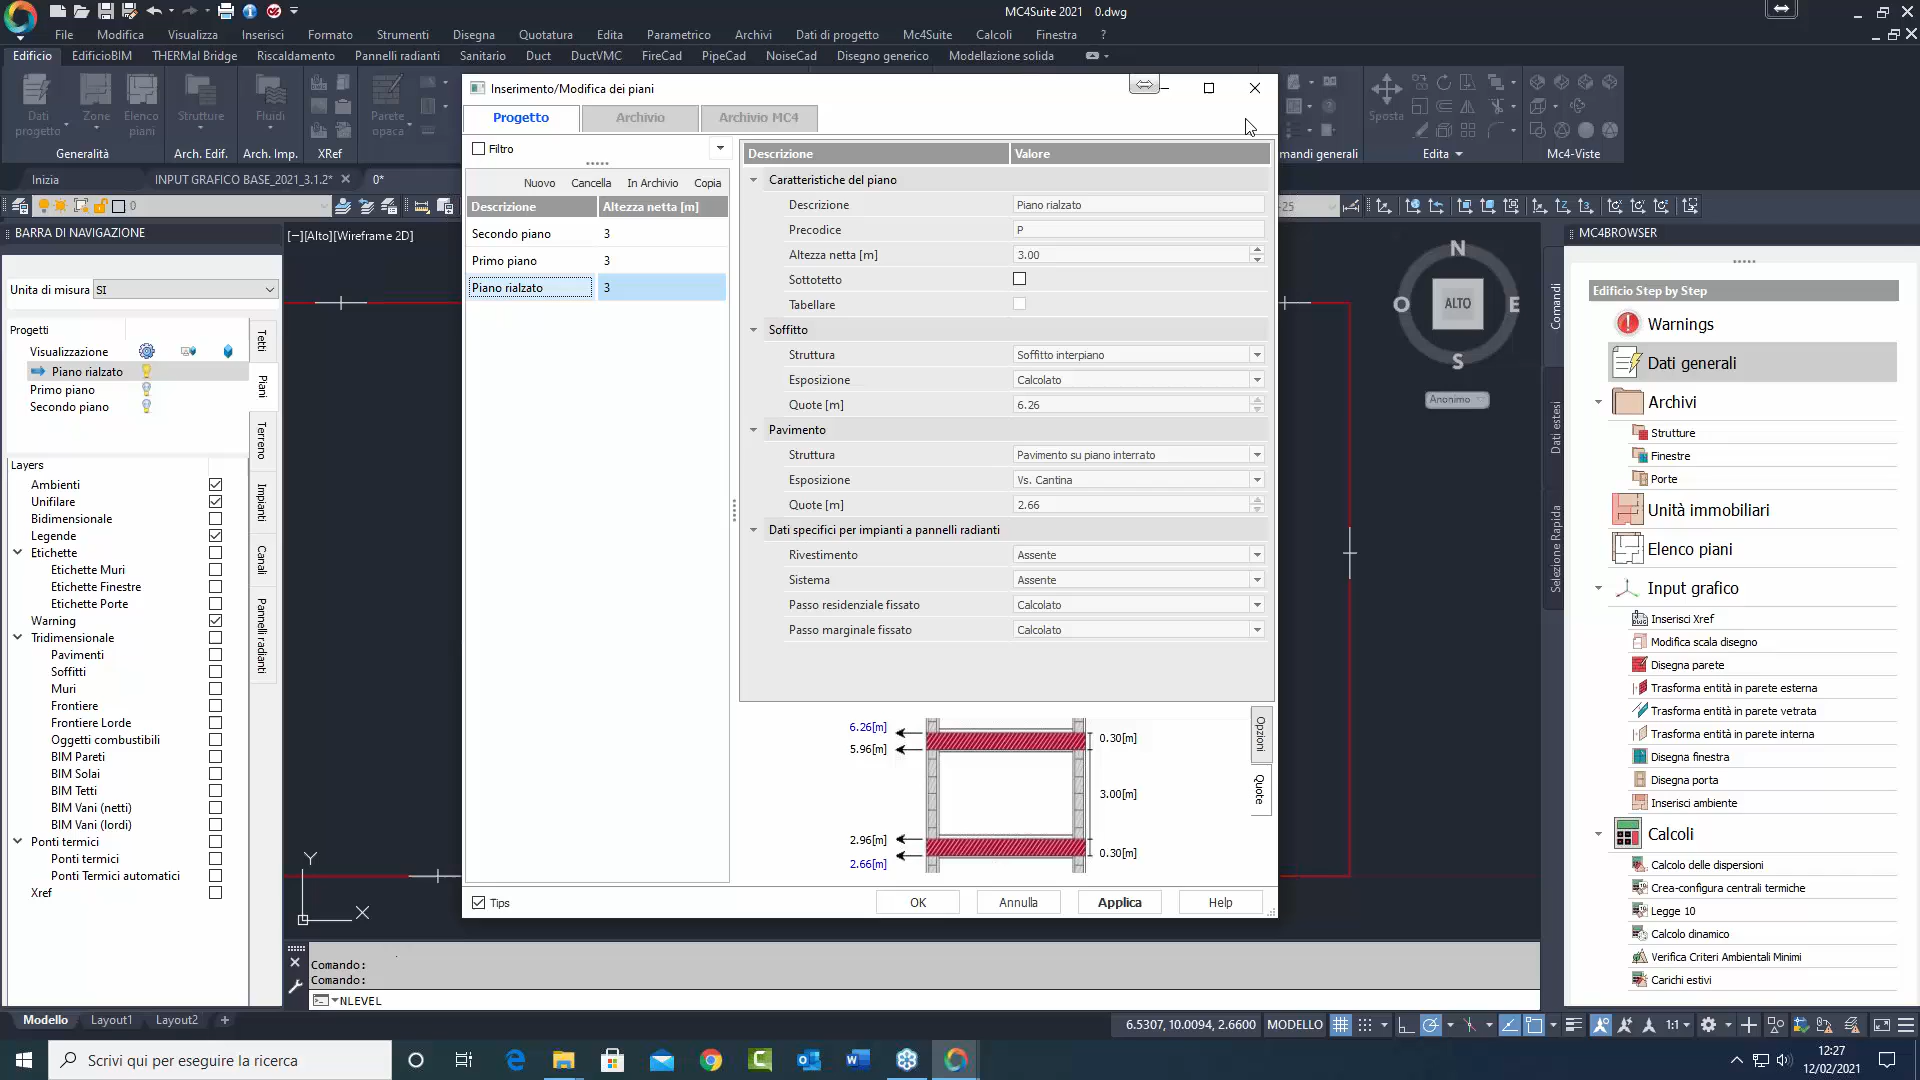 MC4Suite 2021 0.dwg
File Modifica Visualizza Inserisci Formato Strumenti Disegna Quotatura Edita Parametrico Archivi Dati di progetto Mc4Suite Calcoli Finestra ?
Edificio EdificioBIM THERMal Bridge Riscaldamento Pannelli radianti Sanitario Duct DuctVMC FireCad PipeCad NoiseCad Disegno generico Modellazione solida
Dati progetto
Zone
Elenco piani
Strutture
Fluidi
Parete opaca
Sposta
Generalità Arch. Edif. Arch. Imp. XRef mandi generali Edita Mc4-Viste
Inizia INPUT GRAFICO BASE_2021_3.1.2* 0*
0
-25
BARRA DI NAVIGAZIONE
Unita di misura SI
Progetti
Visualizzazione
Piano rialzato
Primo piano
Secondo piano
Tetti
Piani
Terreno
Impianti
Canali
Pannelli radianti
Layers
Ambienti
Unifilare
Bidimensionale
Legende
Etichette
Etichette Muri
Etichette Finestre
Etichette Porte
Warning
Tridimensionale
Pavimenti
Soffitti
Muri
Frontiere
Frontiere Lorde
Oggetti combustibili
BIM Pareti
BIM Solai
BIM Tetti
BIM Vani (netti)
BIM Vani (lordi)
Ponti termici
Ponti termici
Ponti Termici automatici
Xref
[−][Alto][Wireframe 2D]
Y
X
Inserimento/Modifica dei piani
Progetto Archivio Archivio MC4
Filtro
Nuovo Cancella In Archivio Copia
Descrizione Altezza netta [m]
Secondo piano 3
Primo piano 3
Piano rialzato 3
Descrizione Valore
Caratteristiche del piano
Descrizione Piano rialzato
Precodice P
Altezza netta [m] 3.00
Sottotetto
Tabellare
Soffitto
Struttura Soffitto interpiano
Esposizione Calcolato
Quote [m] 6.26
Pavimento
Struttura Pavimento su piano interrato
Esposizione Vs. Cantina
Quote [m] 2.66
Dati specifici per impianti a pannelli radianti
Rivestimento Assente
Sistema Assente
Passo residenziale fissato Calcolato
Passo marginale fissato Calcolato
6.26[m]
5.96[m]
0.30[m]
3.00[m]
2.96[m]
2.66[m]
0.30[m]
Opzioni
Quote
Tips OK Annulla Applica Help
N
O ALTO E
S
Anonimo
Comandi
Dati estesi
Selezione Rapida
MC4BROWSER
Edificio Step by Step
Warnings
Dati generali
Archivi
Strutture
Finestre
Porte
Unità immobiliari
Elenco piani
Input grafico
Inserisci Xref
Modifica scala disegno
Disegna parete
Trasforma entità in parete esterna
Trasforma entità in parete vetrata
Trasforma entità in parete interna
Disegna finestra
Disegna porta
Inserisci ambiente
Calcoli
Calcolo delle dispersioni
Crea-configura centrali termiche
Legge 10
Calcolo dinamico
Verifica Criteri Ambientali Minimi
Carichi estivi
Comando:
Comando:
NLEVEL
Modello Layout1 Layout2 +
6.5307, 10.0094, 2.6600 MODELLO 1:1
Scrivi qui per eseguire la ricerca
12:27
12/02/2021